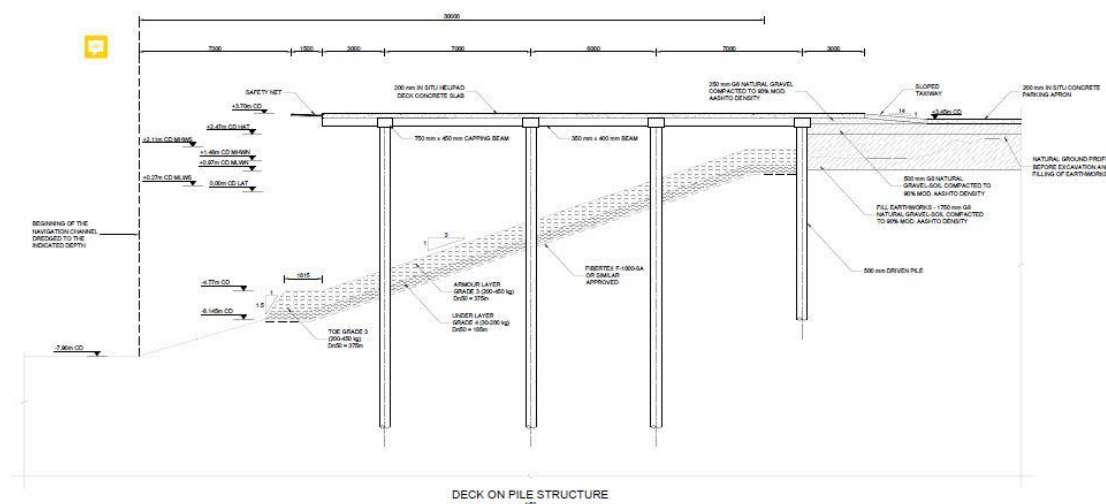 30000
7300
1500
3000
7000
6000
7000
3000
SAFETY NET
200 mm IN SITU HELIPAD
DECK CONCRETE SLAB
250 mm G5 NATURAL GRAVEL
COMPACTED TO 93% MOD.
AASHTO DENSITY
SLOPED
TAXIWAY
200 mm IN SITU CONCRETE
PARKING APRON
+3.70m CD
14
1
+3.45m CD
+2.47m CD HAT
+2.11m CD MHWS
+1.48m CD MHWN
+0.97m CD MLWN
+0.27m CD MLWS
0.00m CD LAT
750 mm x 450 mm CAPPING BEAM
350 mm x 400 mm BEAM
NATURAL GROUND PROFI
BEFORE EXCAVATION AN
FILLING OF EARTHWORKS
500 mm G8 NATURAL
GRAVEL-SOIL COMPACTED TO
90% MOD. AASHTO DENSITY
FILL EARTHWORKS - 1750 mm G8
NATURAL GRAVEL-SOIL COMPACTED
TO 90% MOD. AASHTO DENSITY
BEGINNING OF THE
NAVIGATION CHANNEL
DREDGED TO THE
INDICATED DEPTH
3
1
1615
FIBERTEX F-1000-SA
OR SIMILAR
APPROVED
500 mm DRIVEN PILE
-4.77m CD
1
1.5
ARMOUR LAYER
GRADE 3 (200-450 kg)
Dn50 = 375m
-6.145m CD
UNDER LAYER
GRADE 4 (30-200 kg)
Dn50 = 185m
TOE GRADE 3
(200-450 kg)
Dn50 = 375m
-7.90m CD
DECK ON PILE STRUCTURE